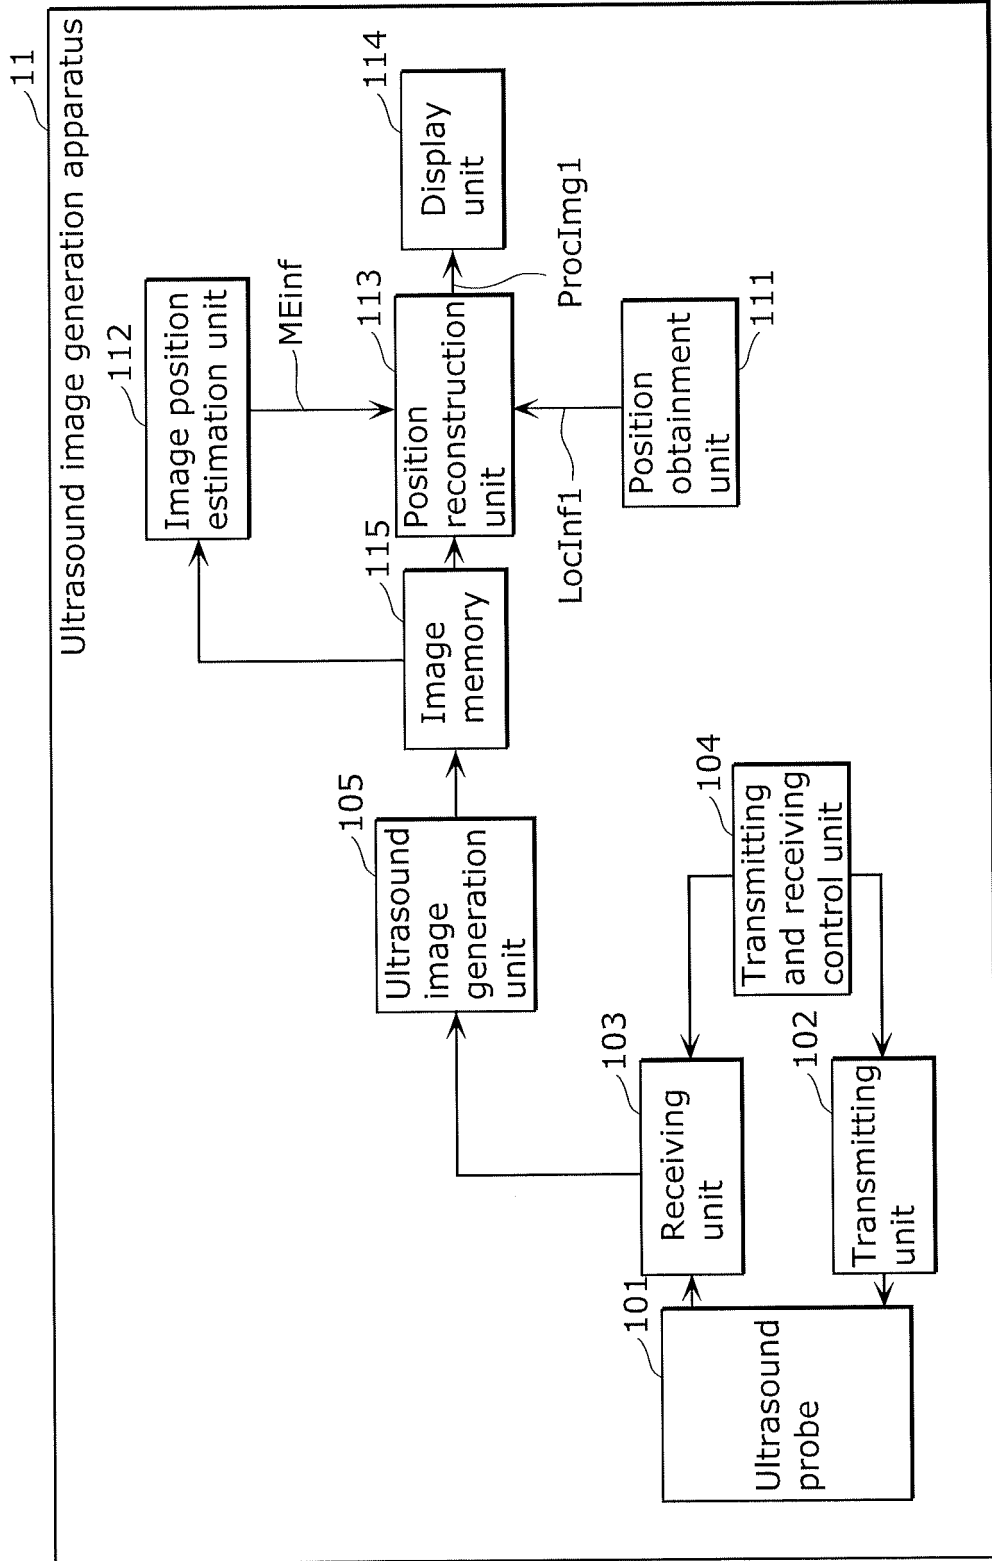 11
Ultrasound image generation apparatus
112
Image position
estimation unit
MEinf
105
Ultrasound
image
generation
unit
115
Image
memory
113
Position
reconstruction
unit
114
Display
unit
ProcImg1
LocInf1
101
Ultrasound
probe
103
Receiving
unit
104
Transmitting
and receiving
control unit
102
Transmitting
unit
111
Position
obtainment
unit